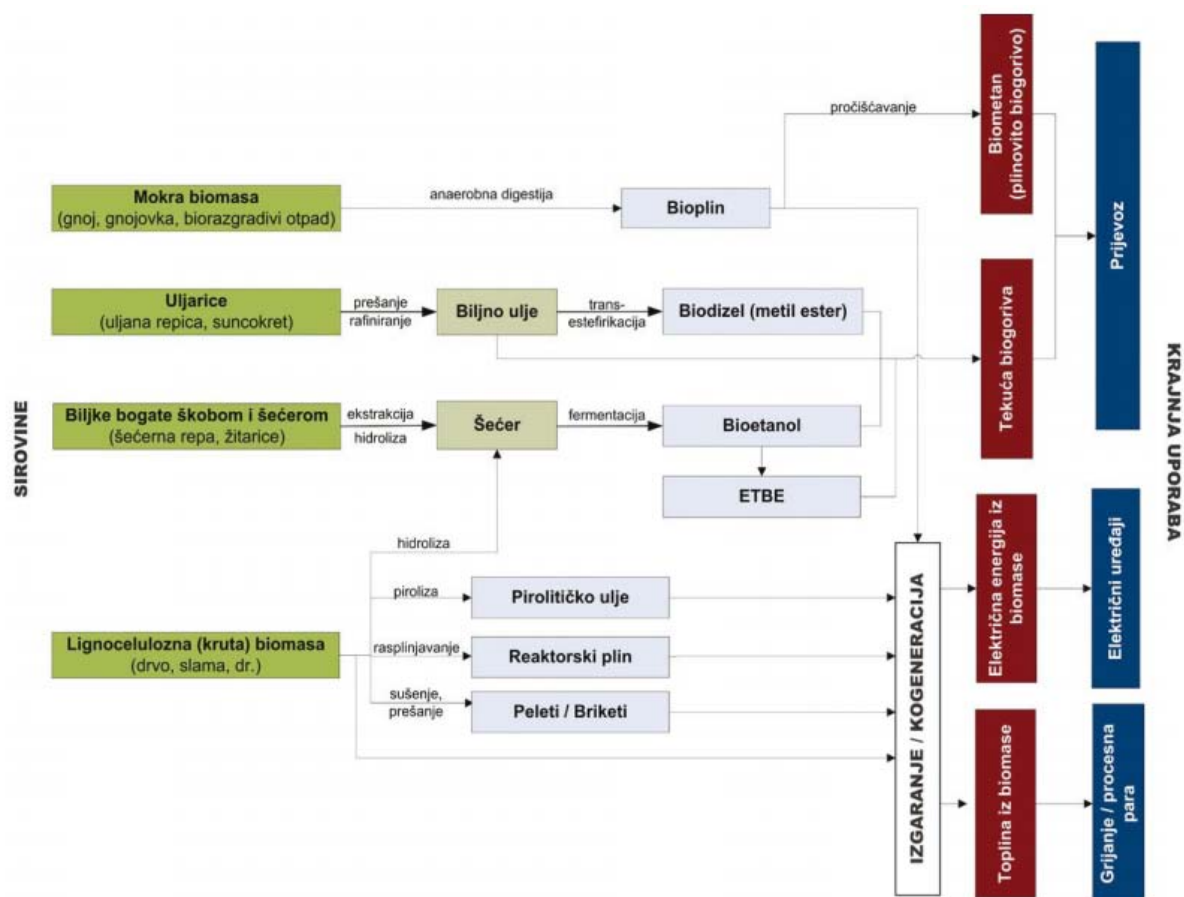 SIROVINE
Mokra biomasa
(gnoj, gnojovka, biorazgradivi otpad)
anaerobna digestija
Bioplin
pročišćavanje
Biometan
(plinovito biogorivo)
Uljarice
(uljana repica, suncokret)
prešanje
rafiniranje
Biljno ulje
trans-
estefirikacija
Biodizel (metil ester)
Tekuća biogoriva
Prijevoz
Biljke bogate škobom i šećerom
(šećerna repa, žitarice)
ekstrakcija
hidroliza
Šećer
fermentacija
Bioetanol
ETBE
Lignocelulozna (kruta) biomasa
(drvo, slama, dr.)
hidroliza
piroliza
Pirolitičko ulje
rasplinjavanje
Reaktorski plin
sušenje,
prešanje
Peleti / Briketi
IZGARANJE / KOGENERACIJA
Električna energija iz
biomase
Električni uređaji
Toplina iz biomase
Grijanje / procesna
para
KRAJNJA UPORABA